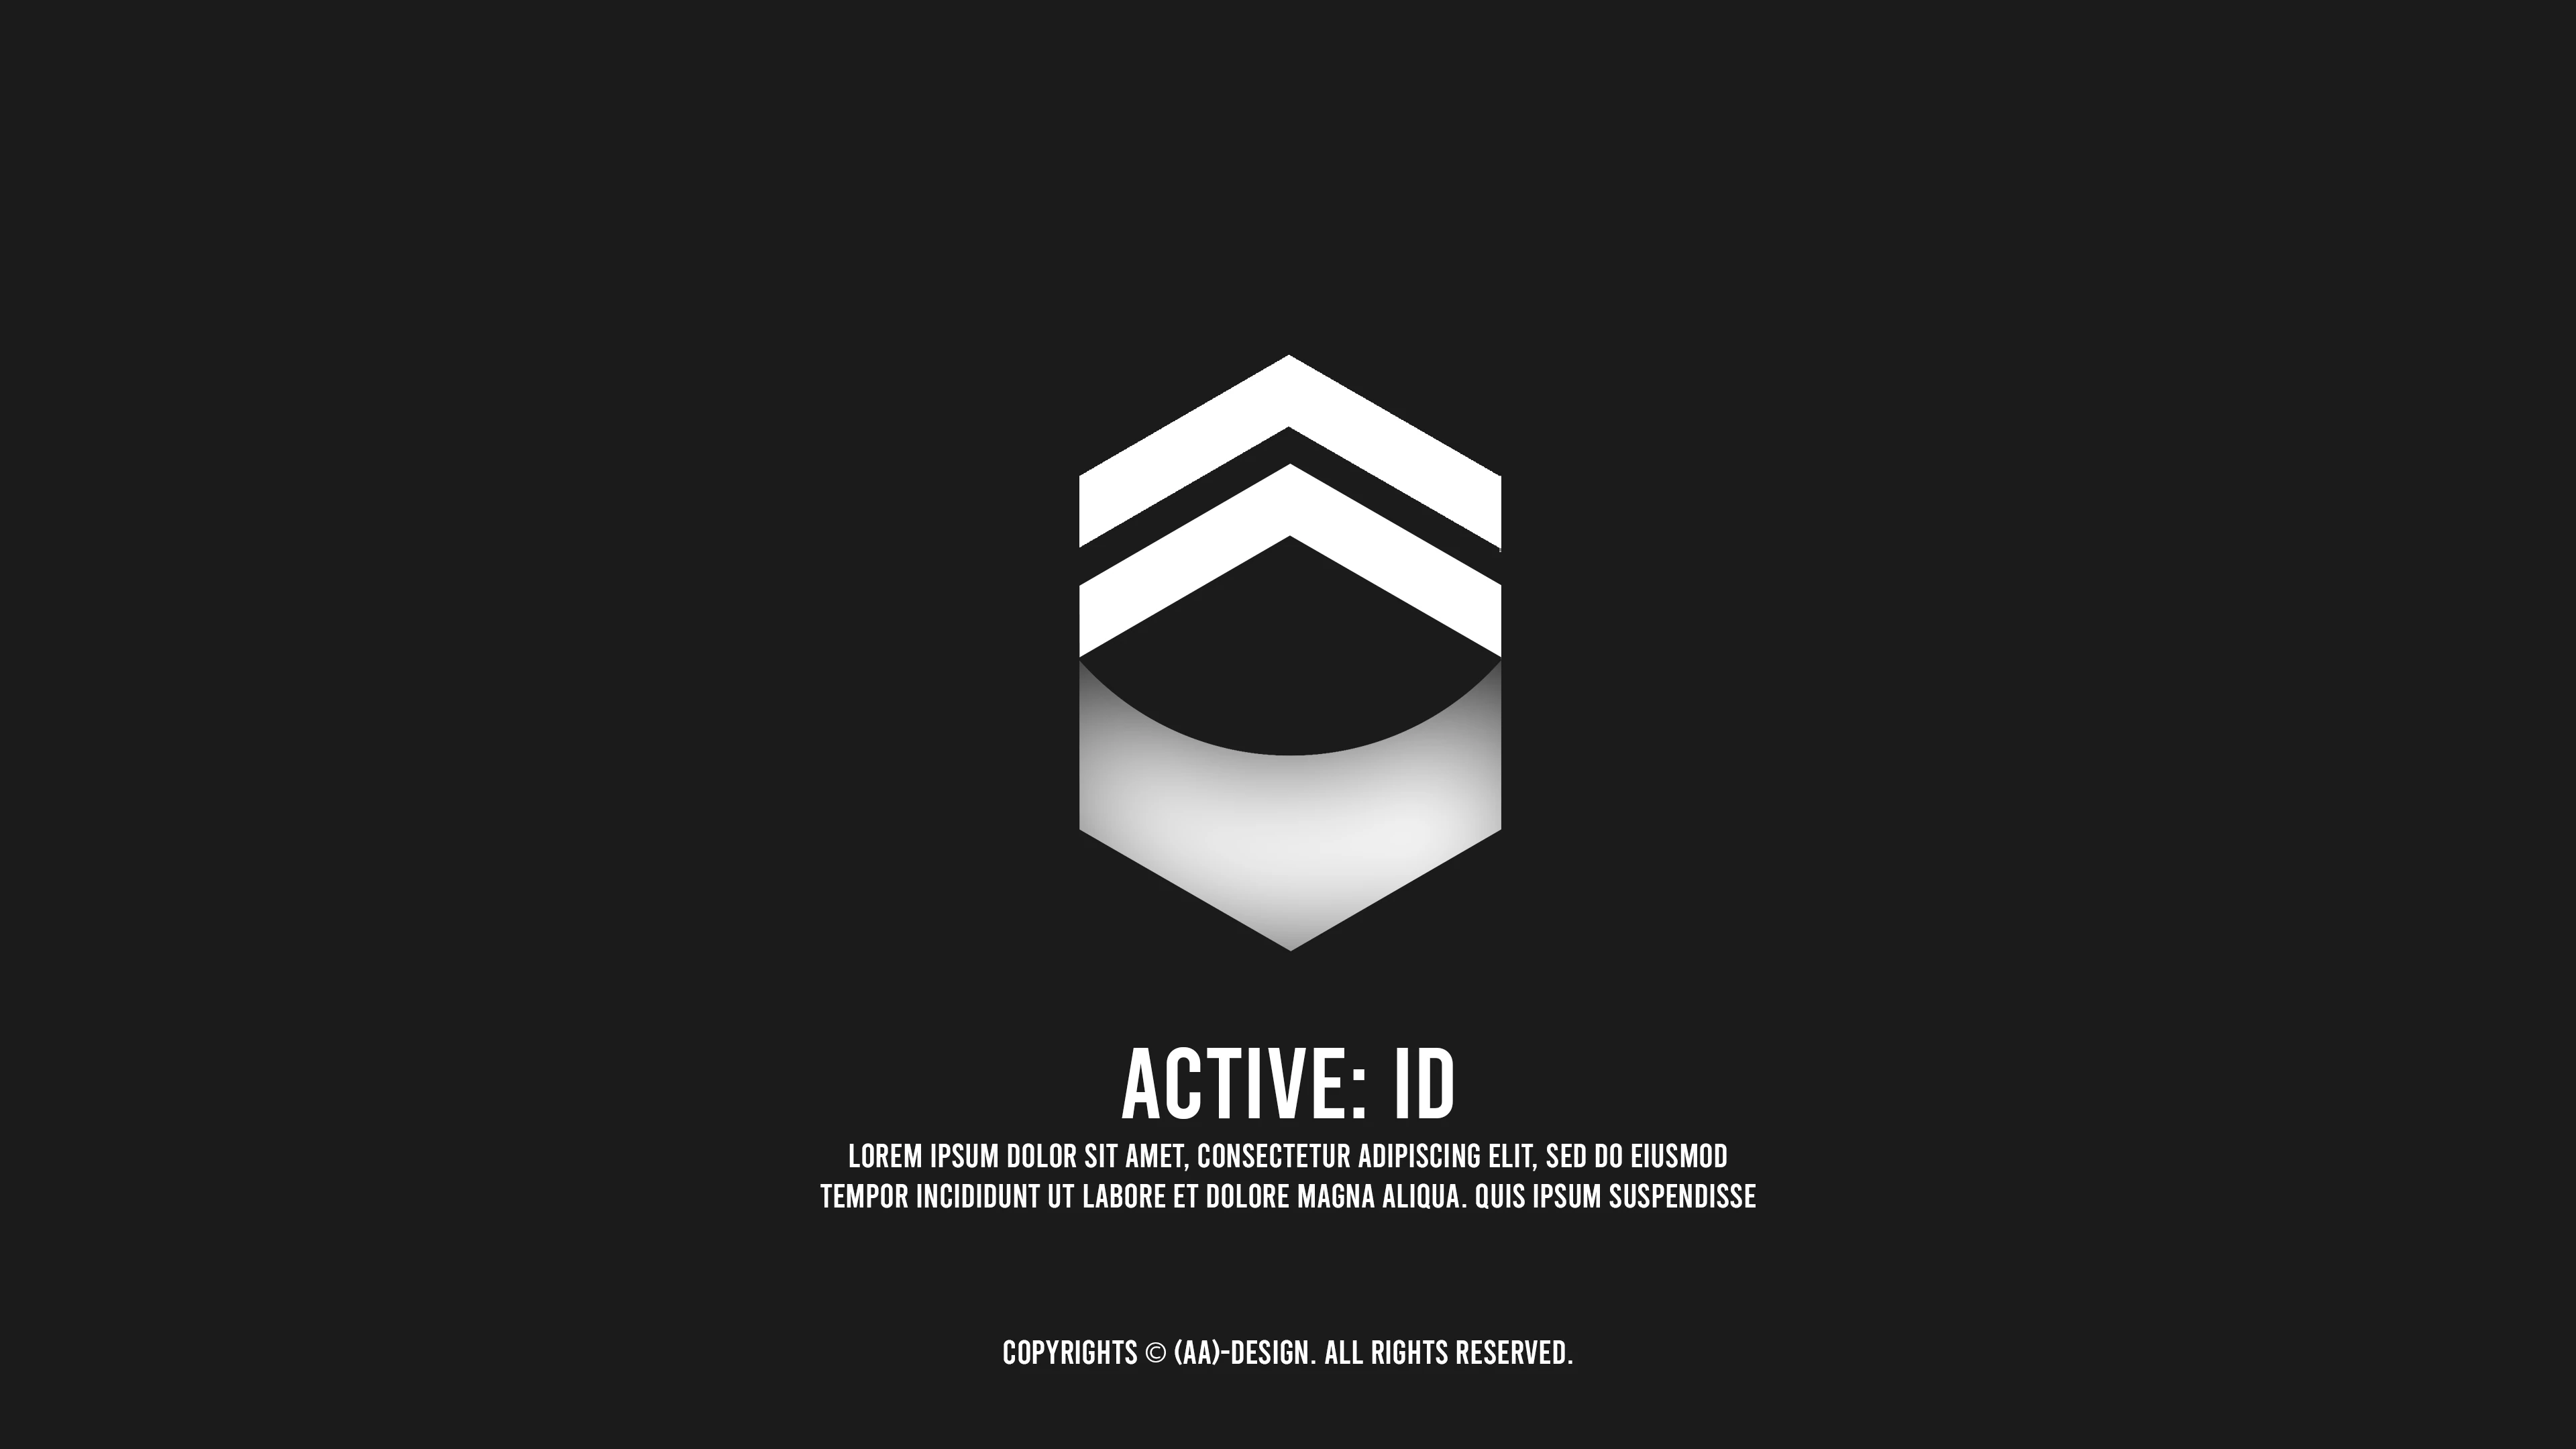 ACTIVE: ID
LOREM IPSUM DOLOR SIT AMET, CONSECTETUR ADIPISCING ELIT, SED DO EIUSMOD
TEMPOR INCIDIDUNT UT LABORE ET DOLORE MAGNA ALIQUA. QUIS IPSUM SUSPENDISSE
COPYRIGHTS © (AA)-DESIGN. ALL RIGHTS RESERVED.